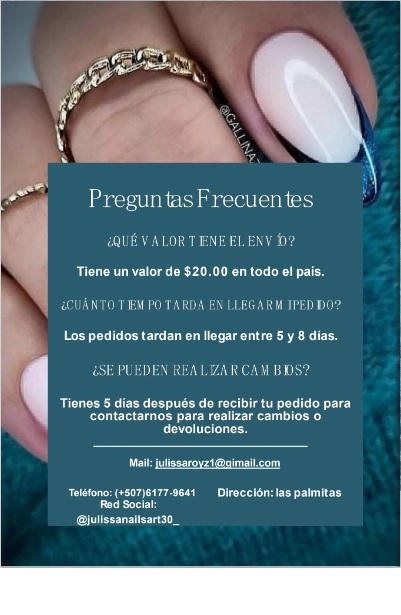 @GALLINA
Preguntas Frecuentes
¿QUÉ VALOR TIENE EL ENVÍO?
Tiene un valor de $20.00 en todo el país.
¿CUÁNTO TIEMPO TARDA EN LLEGAR MI PEDIDO?
Los pedidos tardan en llegar entre 5 y 8 días.
¿SE PUEDEN REALIZAR CAMBIOS?
Tienes 5 días después de recibir tu pedido para
contactarnos para realizar cambios o
devoluciones.
Mail: julissaroyz1@gimail.com
Teléfono: (+507)6177-9641
Red Social:
@julissanailsart30_
Dirección: las palmitas